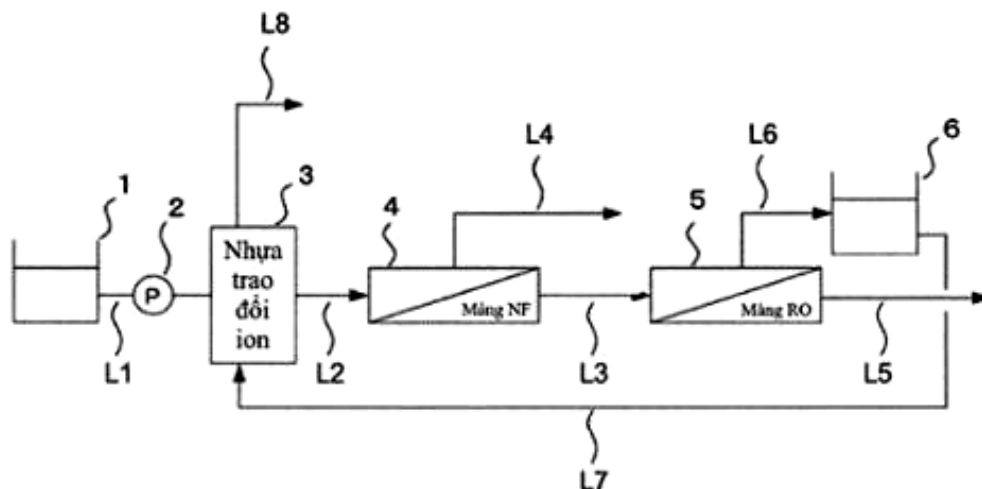 L8
L4
L6
6
1
2
3
4
5
Nhựa
trao
đổi
ion
P
Màng NF
Màng RO
L1
L2
L3
L5
L7